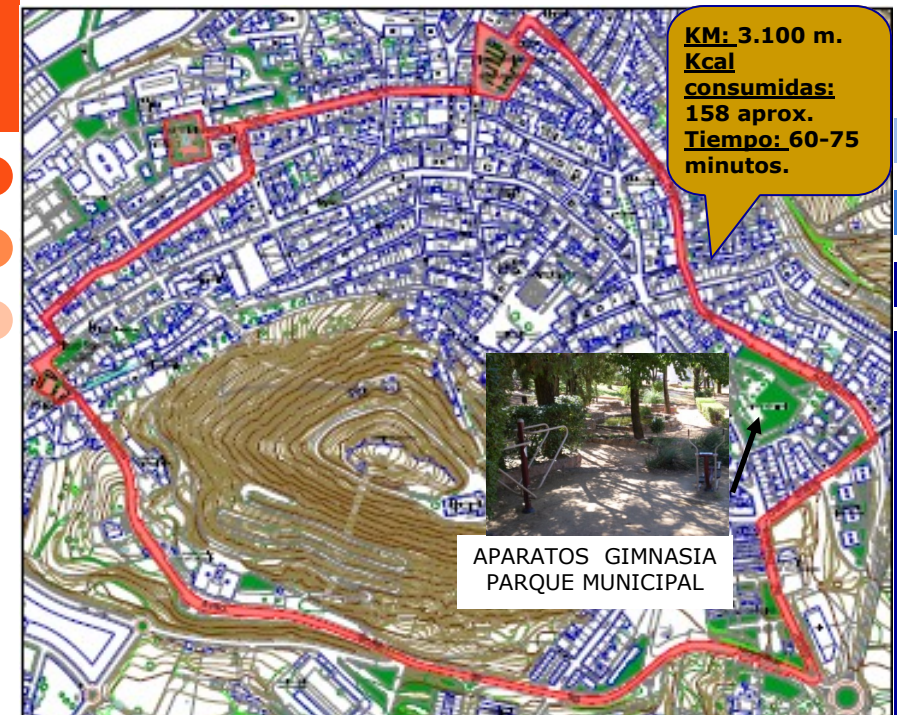 KM: 3.100 m.
Kcal
consumidas:
158 aprox.
Tiempo: 60-75
minutos.
APARATOS GIMNASIA
PARQUE MUNICIPAL